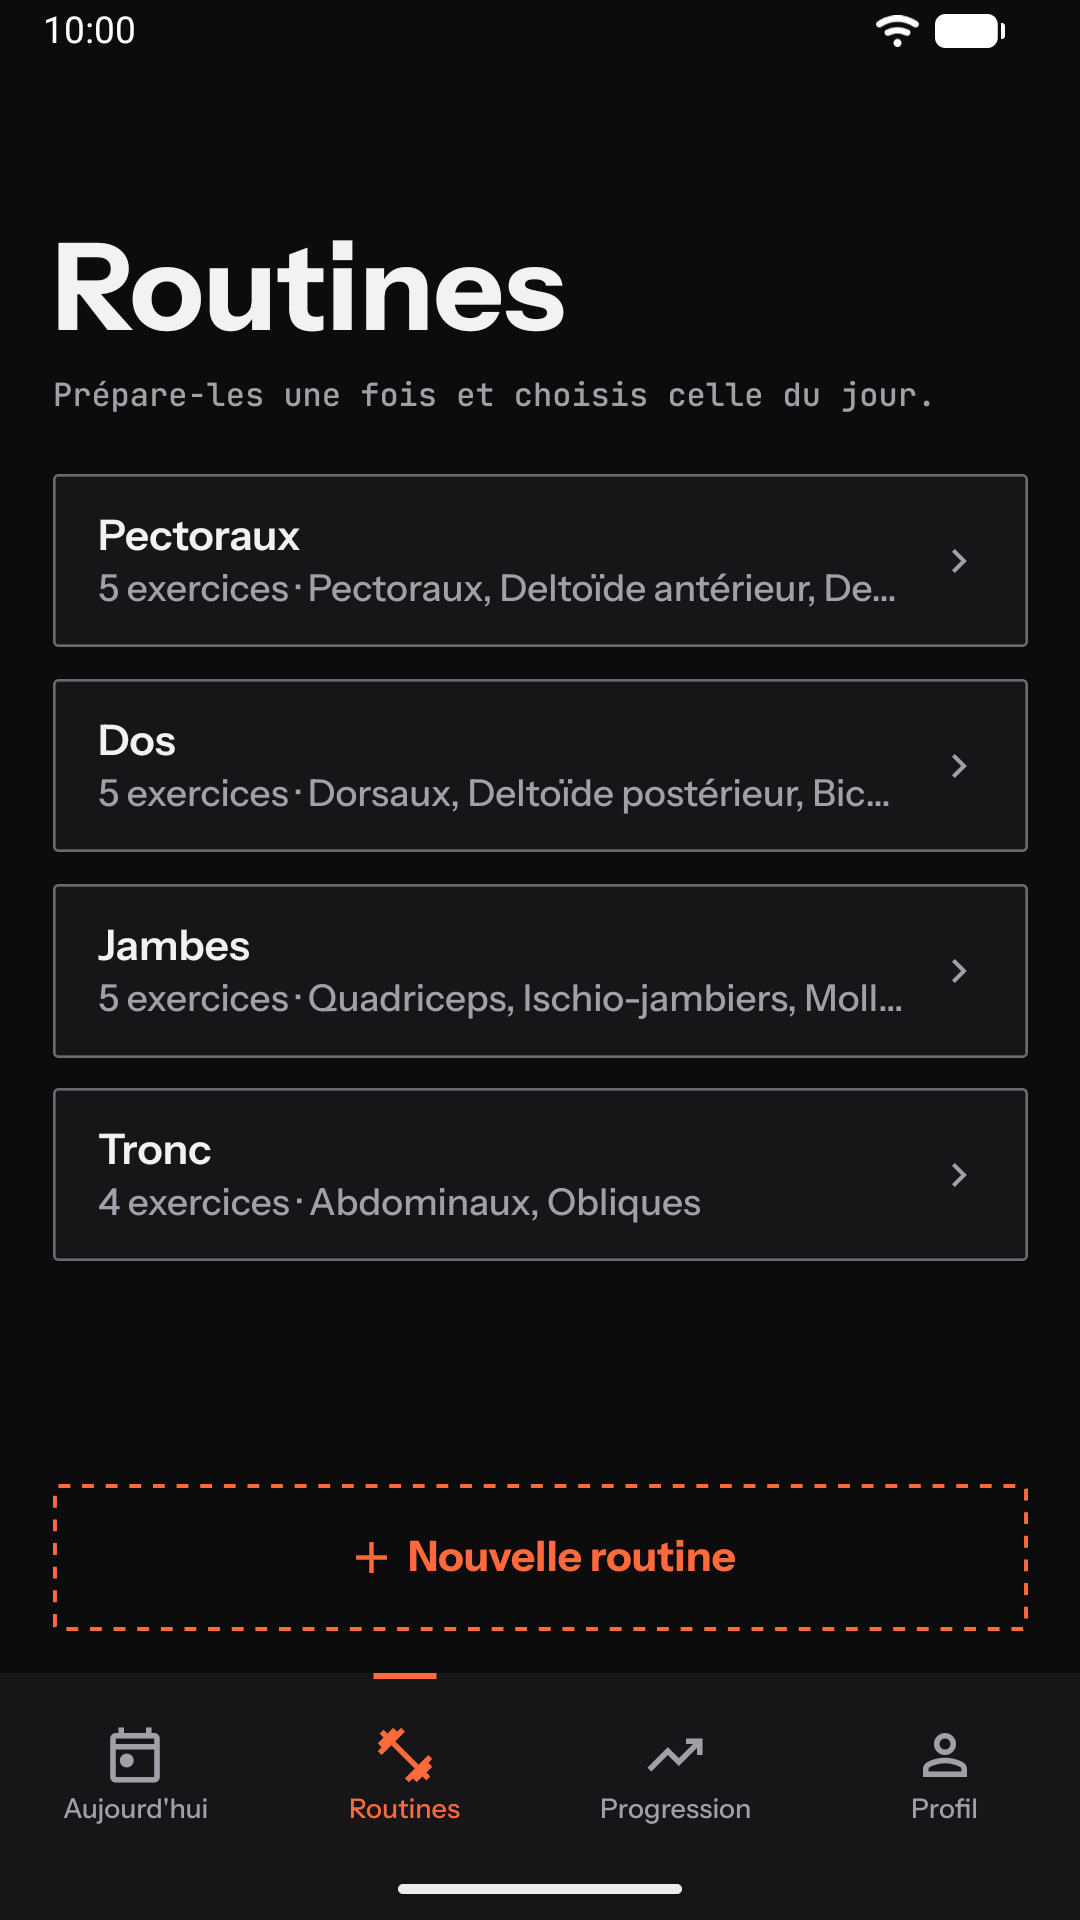 10:00
Routines
Prépare-les une fois et choisis celle du jour.
Pectoraux
5 exercices · Pectoraux, Deltoïde antérieur, De...
Dos
5 exercices · Dorsaux, Deltoïde postérieur, Bic...
Jambes
5 exercices · Quadriceps, Ischio-jambiers, Moll...
Tronc
4 exercices · Abdominaux, Obliques
+ Nouvelle routine
Aujourd'hui
Routines
Progression
Profil